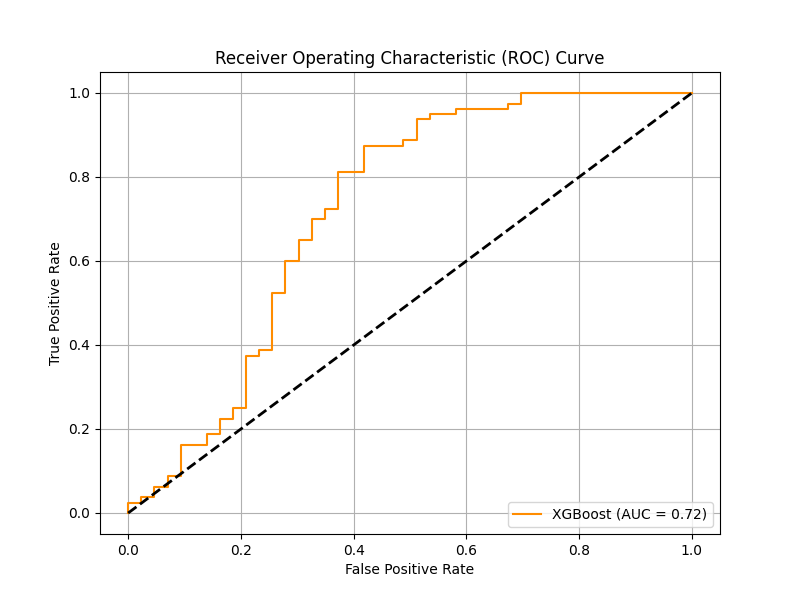 Receiver Operating Characteristic (ROC) Curve
1.0
0.8
0.6
0.4
0.2
0.0
True Positive Rate
XGBoost (AUC = 0.72)
0.0 0.2 0.4 0.6 0.8 1.0
False Positive Rate